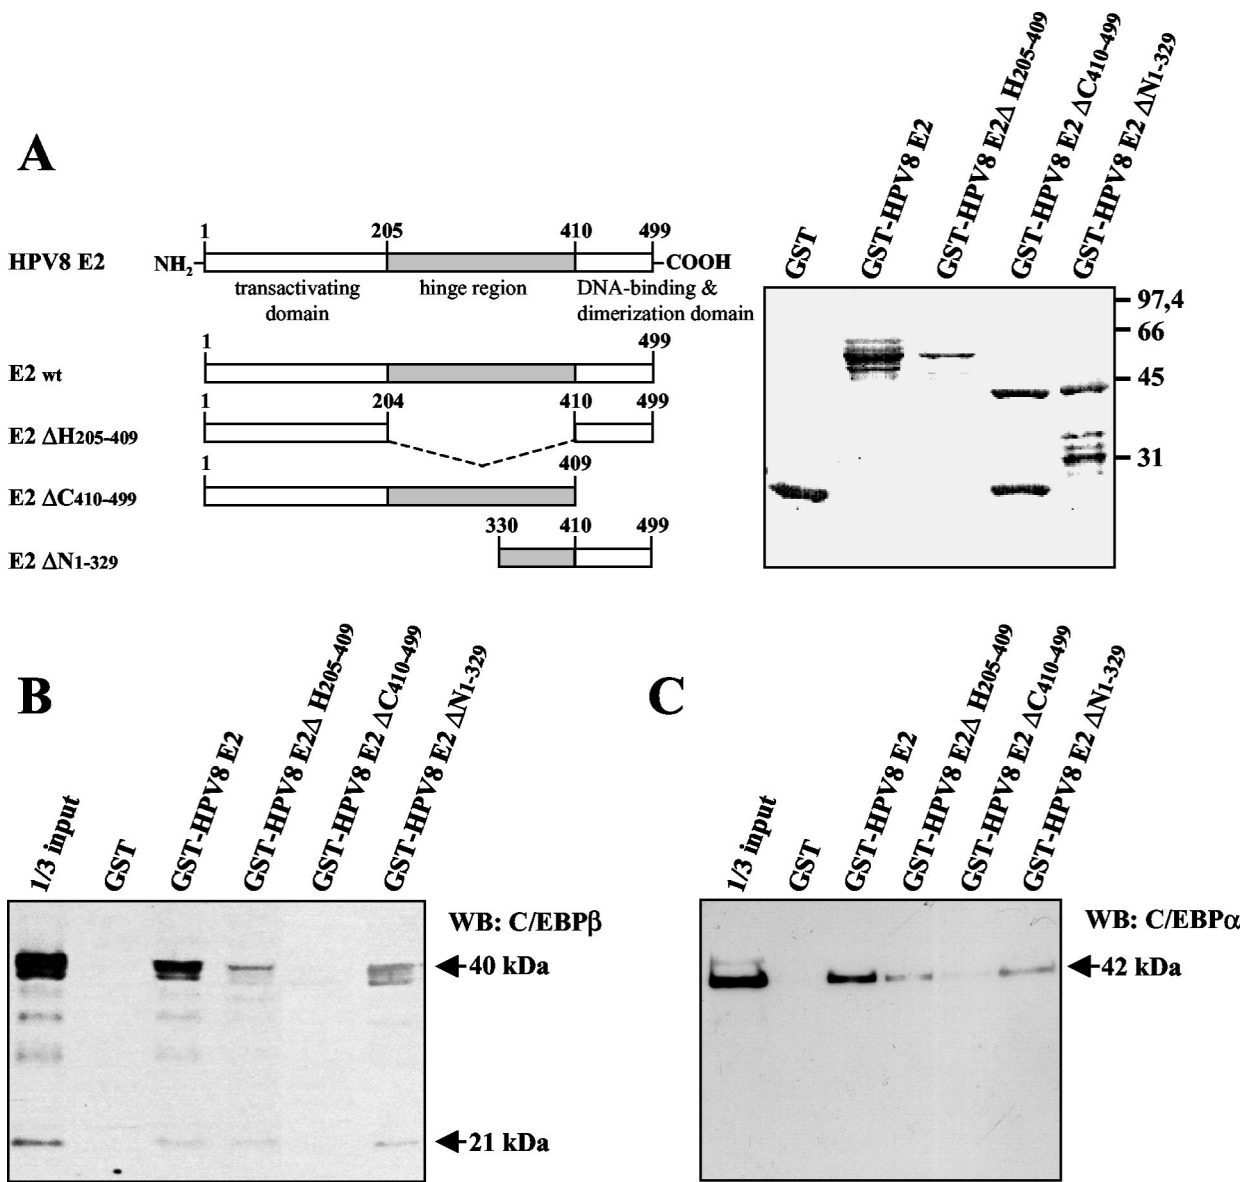 A
1 205 410 499
HPV8 E2 NH2 COOH
transactivating domain
hinge region
DNA-binding & dimerization domain
1 499
E2 wt
1 204 410 499
E2 ΔH205-409
1 409
E2 ΔC410-499
330 410 499
E2 ΔN1-329
GST
GST-HPV8 E2
GST-HPV8 E2Δ H205-409
GST-HPV8 E2 ΔC410-499
GST-HPV8 E2 ΔN1-329
97,4
66
45
31
B
1/3 input
GST
GST-HPV8 E2
GST-HPV8 E2Δ H205-409
GST-HPV8 E2 ΔC410-499
GST-HPV8 E2 ΔN1-329
WB: C/EBPβ
40 kDa
21 kDa
C
1/3 input
GST
GST-HPV8 E2
GST-HPV8 E2Δ H205-409
GST-HPV8 E2 ΔC410-499
GST-HPV8 E2 ΔN1-329
WB: C/EBPα
42 kDa